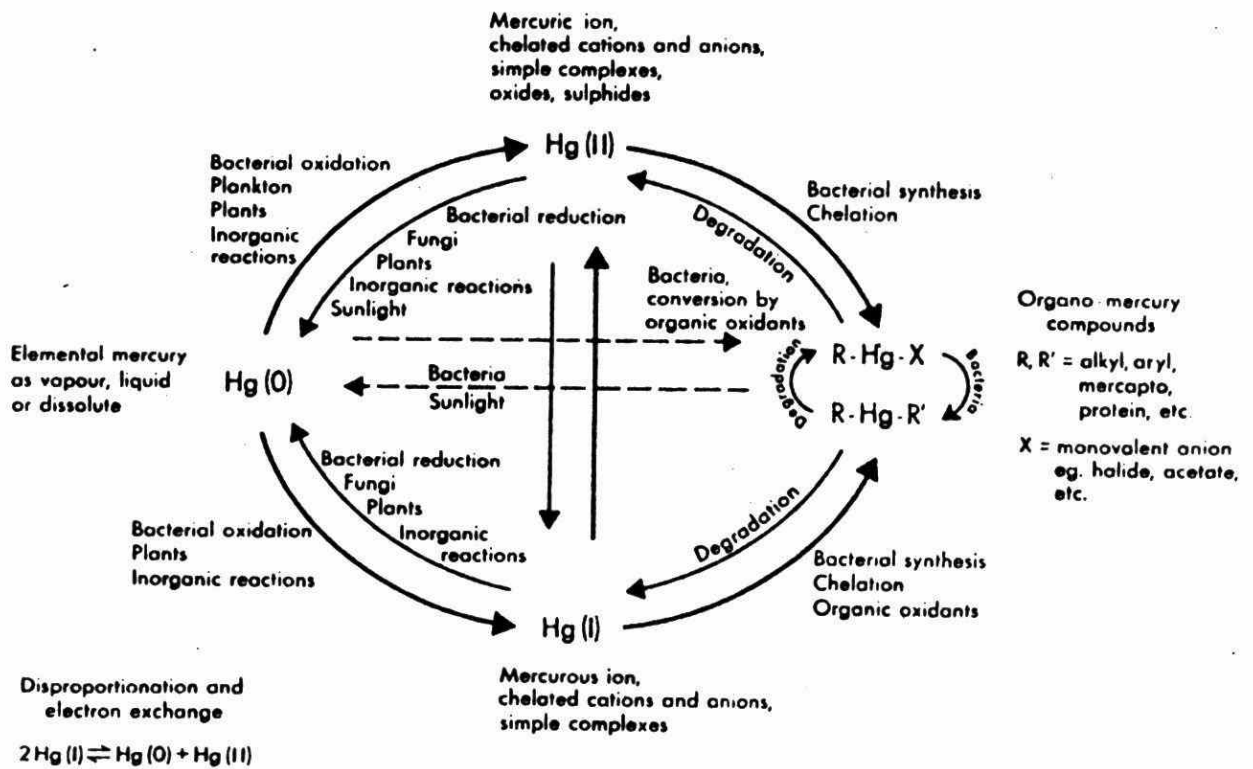 Mercuric ion,
chelated cations and anions,
simple complexes,
oxides, sulphides
Hg (II)
Bacterial oxidation
Plankton
Plants
Inorganic
reactions
Bacterial reduction
Fungi
Plants
Inorganic reactions
Sunlight
Degradation
Bacterial synthesis
Chelation
Bacteria,
conversion by
organic oxidants
Organo mercury
compounds
R, R' = alkyl, aryl,
mercapto,
protein, etc
X = monovalent anion
eg. halide, acetate,
etc.
Elemental mercury
as vapour, liquid
or dissolute
Hg (O)
Bacteria
Sunlight
Degradation
R - Hg - X
R - Hg - R'
Bacteria
Bacterial reduction
Fungi
Plants
Inorganic
reactions
Bacterial oxidation
Plants
Inorganic reactions
Degradation
Bacterial synthesis
Chelation
Organic oxidants
Hg (I)
Mercurous ion,
chelated cations and anions,
simple complexes
Disproportionation and
electron exchange
2 Hg (I) ⇌ Hg (O) + Hg (II)